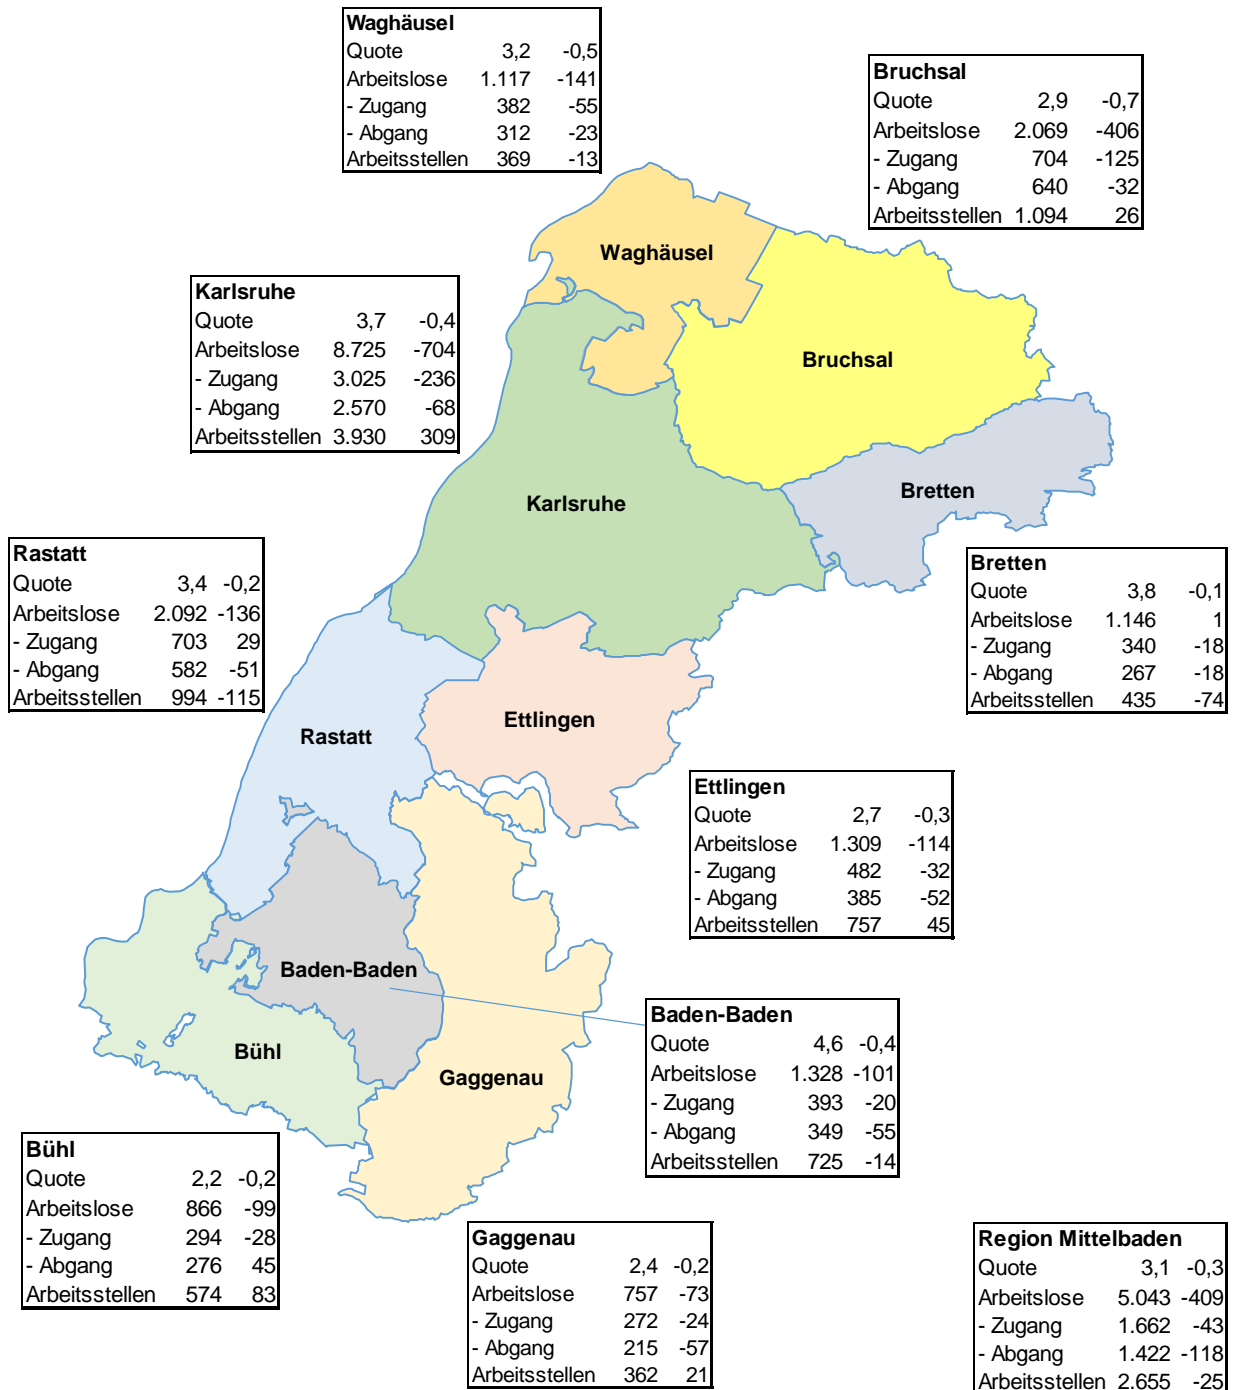 Waghäusel
Quote 3,2 -0,5
Arbeitslose 1.117 -141
- Zugang 382 -55
- Abgang 312 -23
Arbeitsstellen 369 -13
Bruchsal
Quote 2,9 -0,7
Arbeitslose 2.069 -406
- Zugang 704 -125
- Abgang 640 -32
Arbeitsstellen 1.094 26
Waghäusel
Karlsruhe
Quote 3,7 -0,4
Arbeitslose 8.725 -704
- Zugang 3.025 -236
- Abgang 2.570 -68
Arbeitsstellen 3.930 309
Bruchsal
Bretten
Karlsruhe
Rastatt
Quote 3,4 -0,2
Arbeitslose 2.092 -136
- Zugang 703 29
- Abgang 582 -51
Arbeitsstellen 994 -115
Bretten
Quote 3,8 -0,1
Arbeitslose 1.146 1
- Zugang 340 -18
- Abgang 267 -18
Arbeitsstellen 435 -74
Ettlingen
Rastatt
Ettlingen
Quote 2,7 -0,3
Arbeitslose 1.309 -114
- Zugang 482 -32
- Abgang 385 -52
Arbeitsstellen 757 45
Baden-Baden
Baden-Baden
Quote 4,6 -0,4
Arbeitslose 1.328 -101
- Zugang 393 -20
- Abgang 349 -55
Arbeitsstellen 725 -14
Bühl
Gaggenau
Bühl
Quote 2,2 -0,2
Arbeitslose 866 -99
- Zugang 294 -28
- Abgang 276 45
Arbeitsstellen 574 83
Gaggenau
Quote 2,4 -0,2
Arbeitslose 757 -73
- Zugang 272 -24
- Abgang 215 -57
Arbeitsstellen 362 21
Region Mittelbaden
Quote 3,1 -0,3
Arbeitslose 5.043 -409
- Zugang 1.662 -43
- Abgang 1.422 -118
Arbeitsstellen 2.655 -25